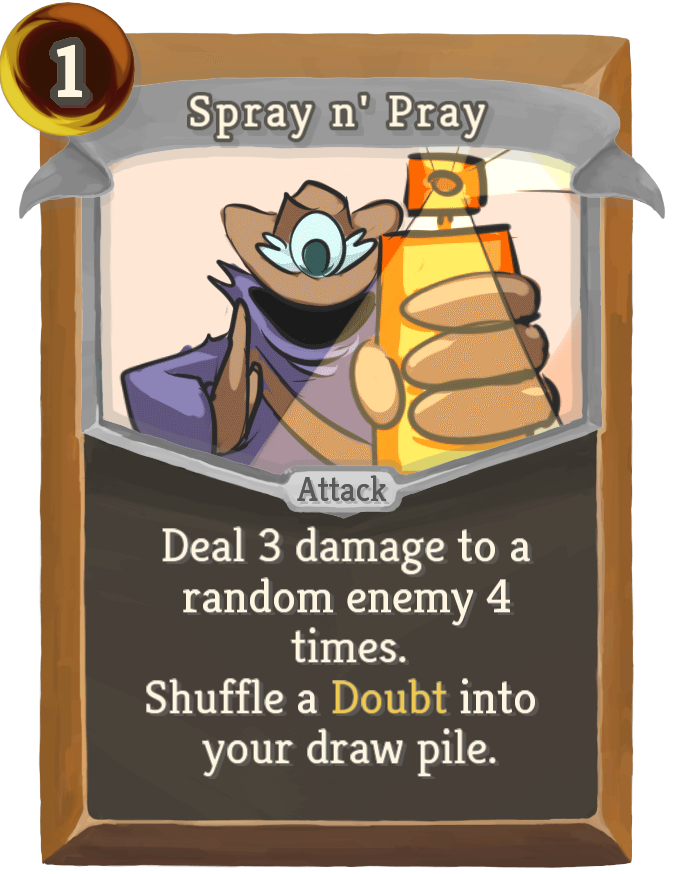 1
Spray n' Pray
Attack
Deal 3 damage to a
random enemy 4
times.
Shuffle a Doubt into
your draw pile.